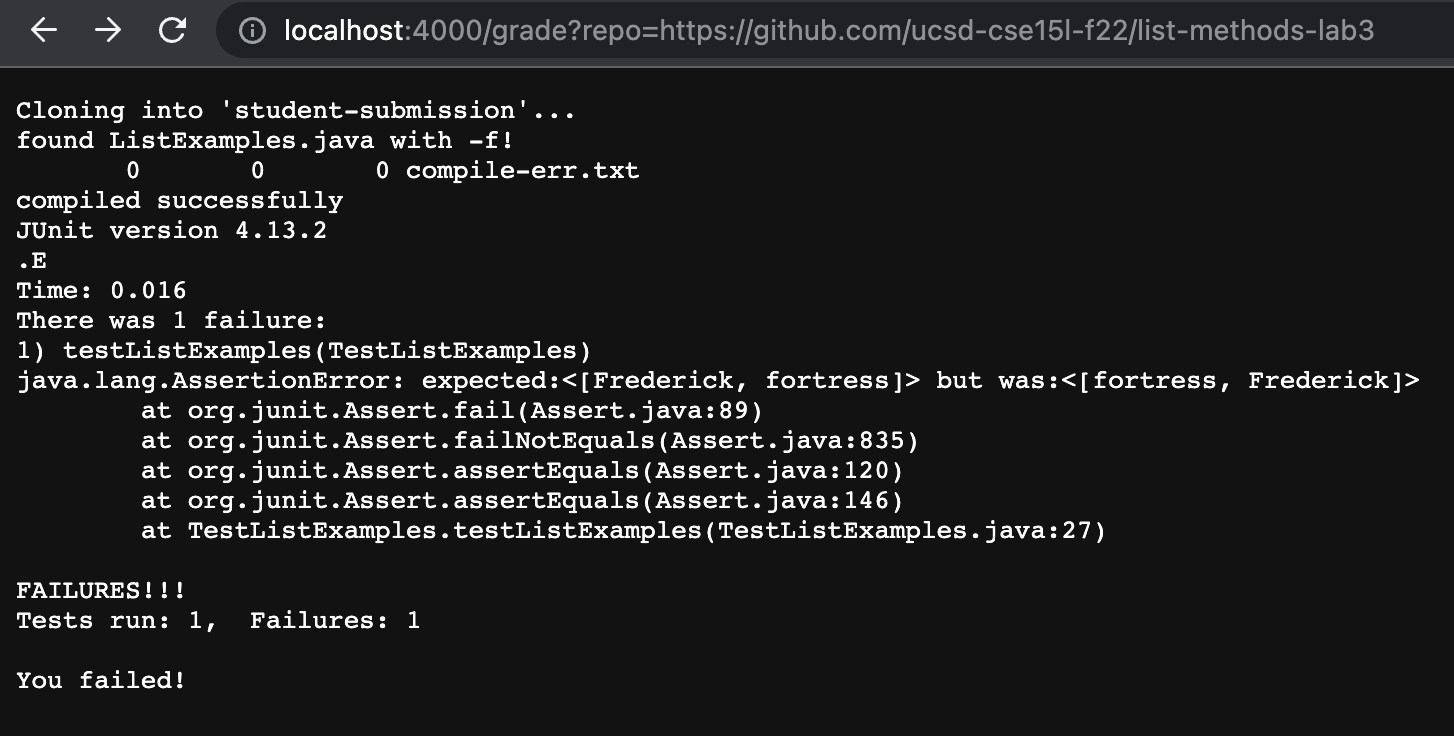 localhost:4000/grade?repo=https://github.com/ucsd-cse15l-f22/list-methods-lab3
Cloning into 'student-submission'...
found ListExamples.java with -f!
       0       0       0 compile-err.txt
compiled successfully
JUnit version 4.13.2
.E
Time: 0.016
There was 1 failure:
1) testListExamples(TestListExamples)
java.lang.AssertionError: expected:<[Frederick, fortress]> but was:<[fortress, Frederick]>
        at org.junit.Assert.fail(Assert.java:89)
        at org.junit.Assert.failNotEquals(Assert.java:835)
        at org.junit.Assert.assertEquals(Assert.java:120)
        at org.junit.Assert.assertEquals(Assert.java:146)
        at TestListExamples.testListExamples(TestListExamples.java:27)
FAILURES!!!
Tests run: 1,  Failures: 1
You failed!